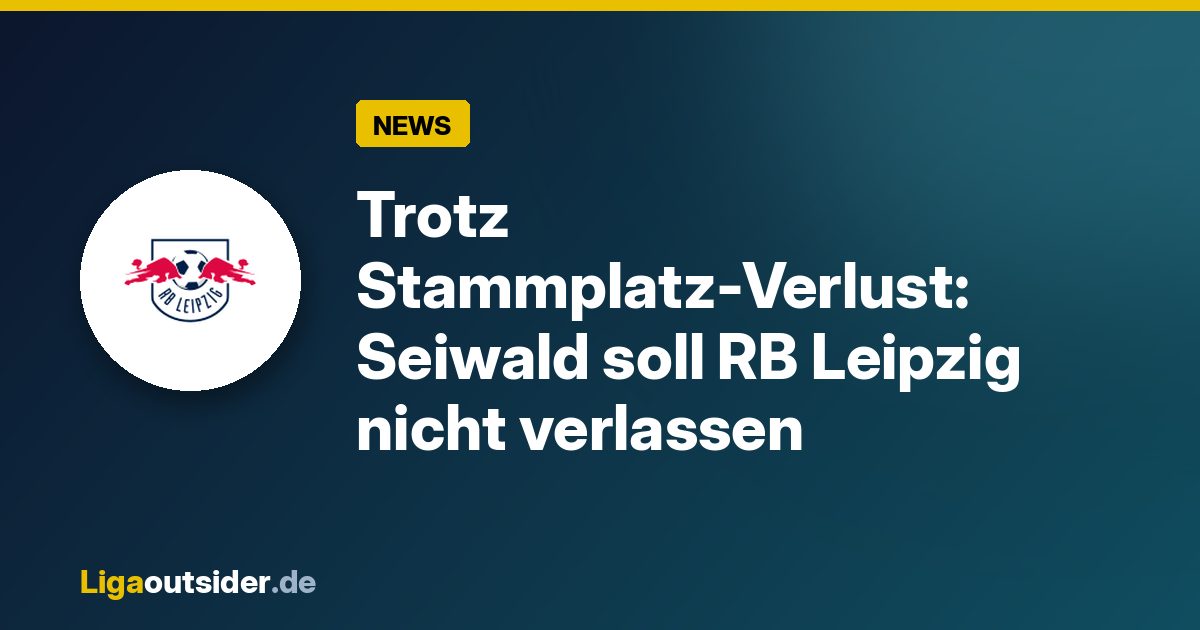 NEWS
Trotz
Stammplatz-Verlust:
Seiwald soll RB Leipzig
nicht verlassen
RB LEIPZIG
Ligaoutsider.de